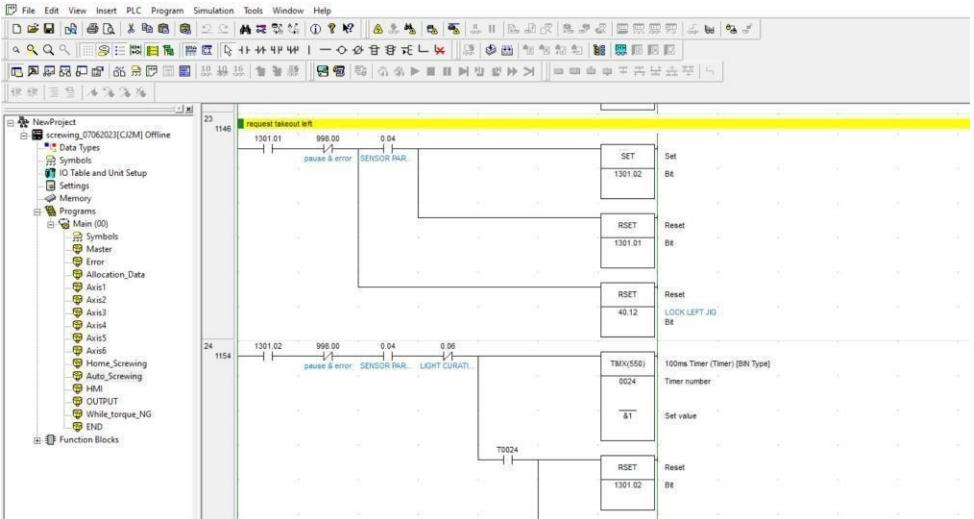 File Edit View Insert PLC Program Simulation Tools Window Help
NewProject
screwing_07062023[CJ2M] Offline
Data Types
Symbols
IO Table and Unit Setup
Settings
Memory
Programs
Main (00)
Symbols
Master
Error
Allocation_Data
Axis1
Axis2
Axis3
Axis4
Axis5
Axis6
Home_Screwing
Auto_Screwing
HMI
OUTPUT
While_torque_NG
END
Function Blocks
23
1146
request takeout left
1301.01 998.00 0.04
pause & error SENSOR PAR...
SET Set
1301.02 Bit
RSET Reset
1301.01 Bit
RSET Reset
40.12 LOCK LEFT JIG
Bit
24
1154
1301.02 998.00 0.04 0.06
pause & error SENSOR PAR... LIGHT CURATI...
TIMX(550) 100ms Timer (Timer) [BIN Type]
0024 Timer number
&1 Set value
T0024
RSET Reset
1301.02 Bit